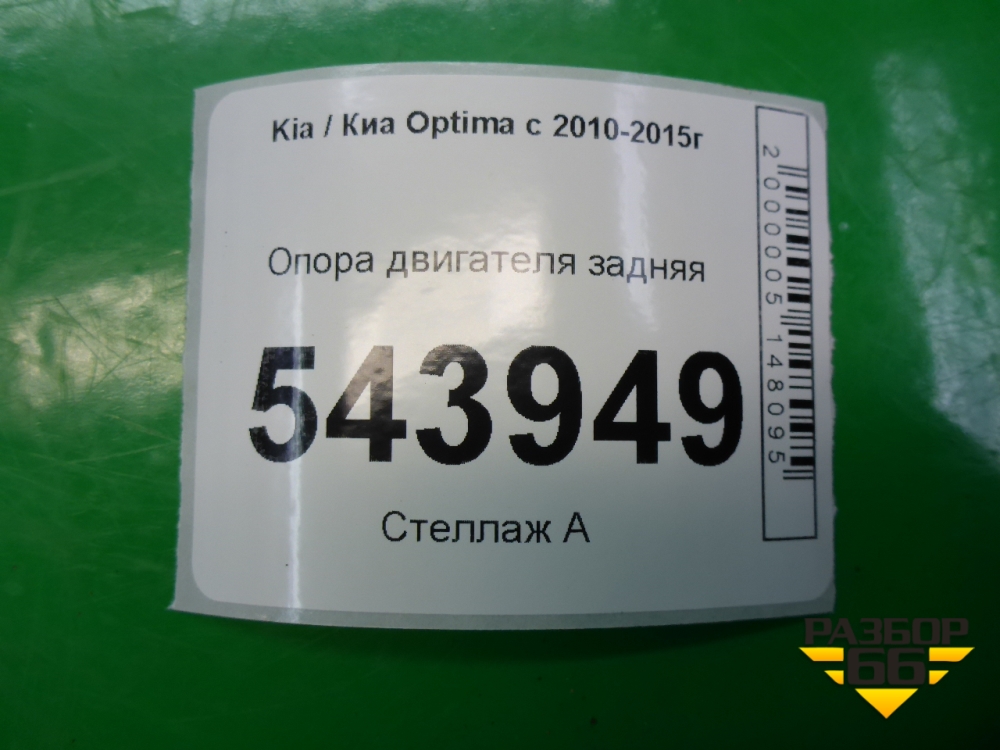 Kia / Киа Optima с 2010-2015г
Опора двигателя задняя
543949
Стеллаж А
2000005148095
РАЗБОР
66